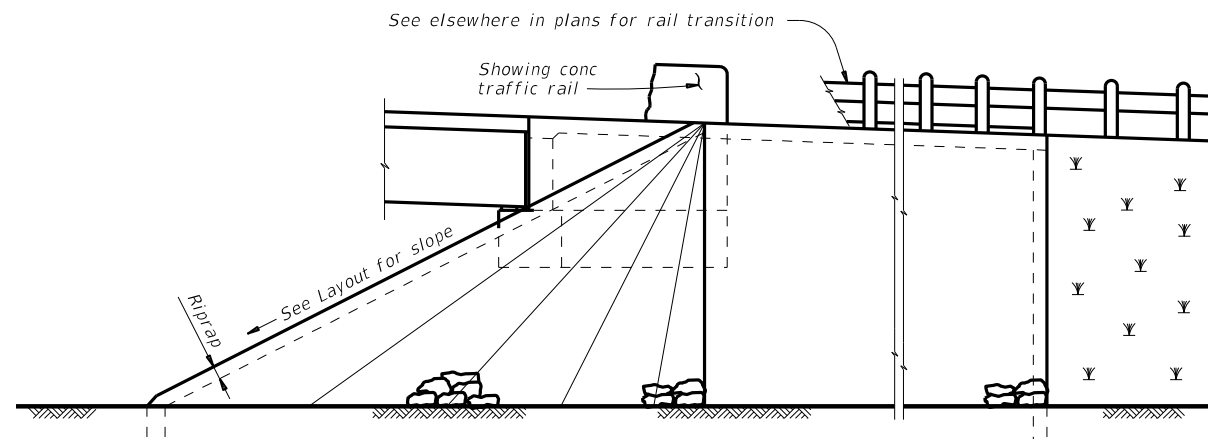 See elsewhere in plans for rail transition
Showing conc
traffic rail
See Layout for slope
Riprap